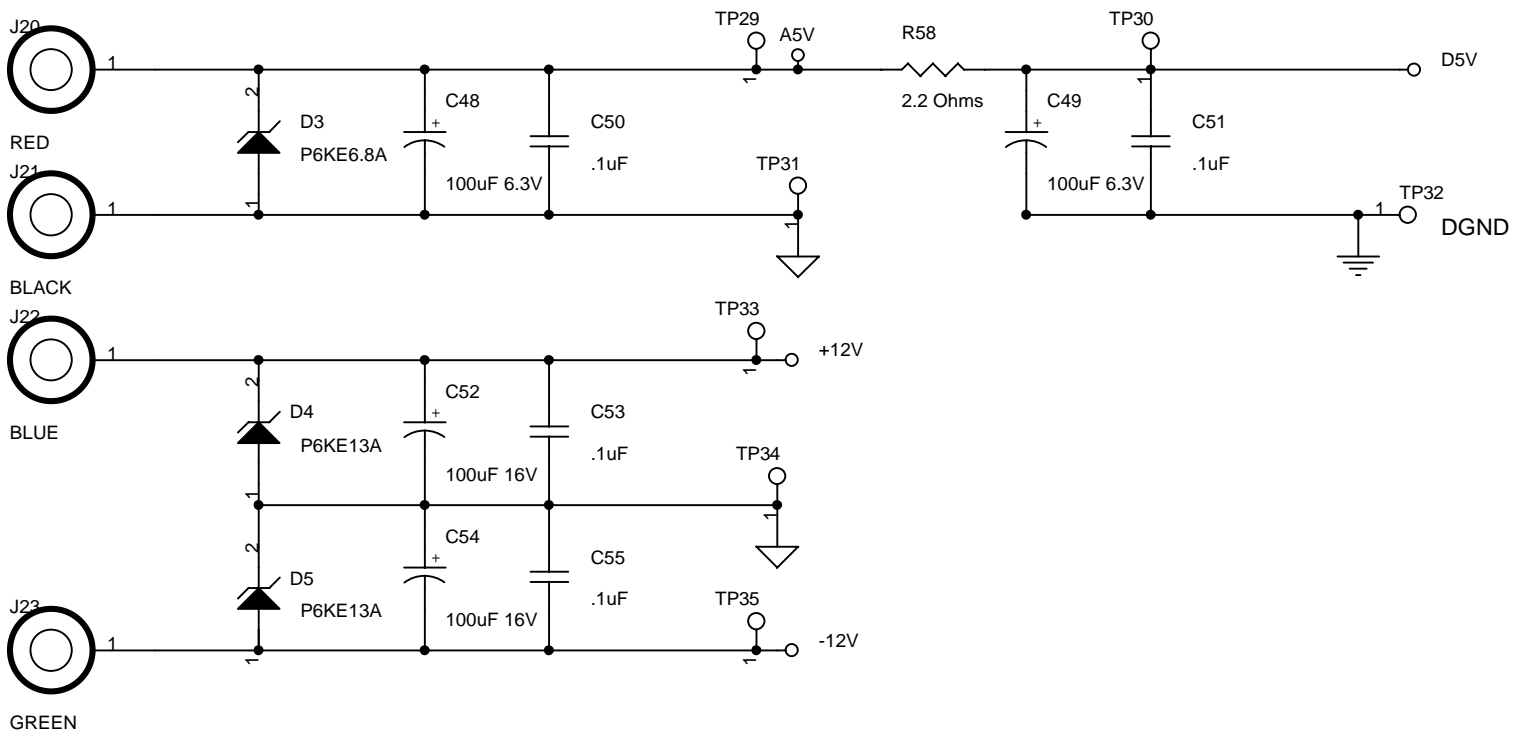 J20
1
RED
2
D3
P6KE6.8A
1
C48
+
100uF 6.3V
C50
.1uF
TP29
1
A5V
R58
2.2 Ohms
TP30
1
C49
+
100uF 6.3V
C51
.1uF
D5V
J21
1
BLACK
TP31
1
1
TP32
DGND
J22
1
BLUE
2
D4
P6KE13A
1
C52
+
100uF 16V
C53
.1uF
TP33
1
+12V
TP34
1
2
D5
P6KE13A
1
C54
+
100uF 16V
C55
.1uF
TP35
1
-12V
J23
1
GREEN